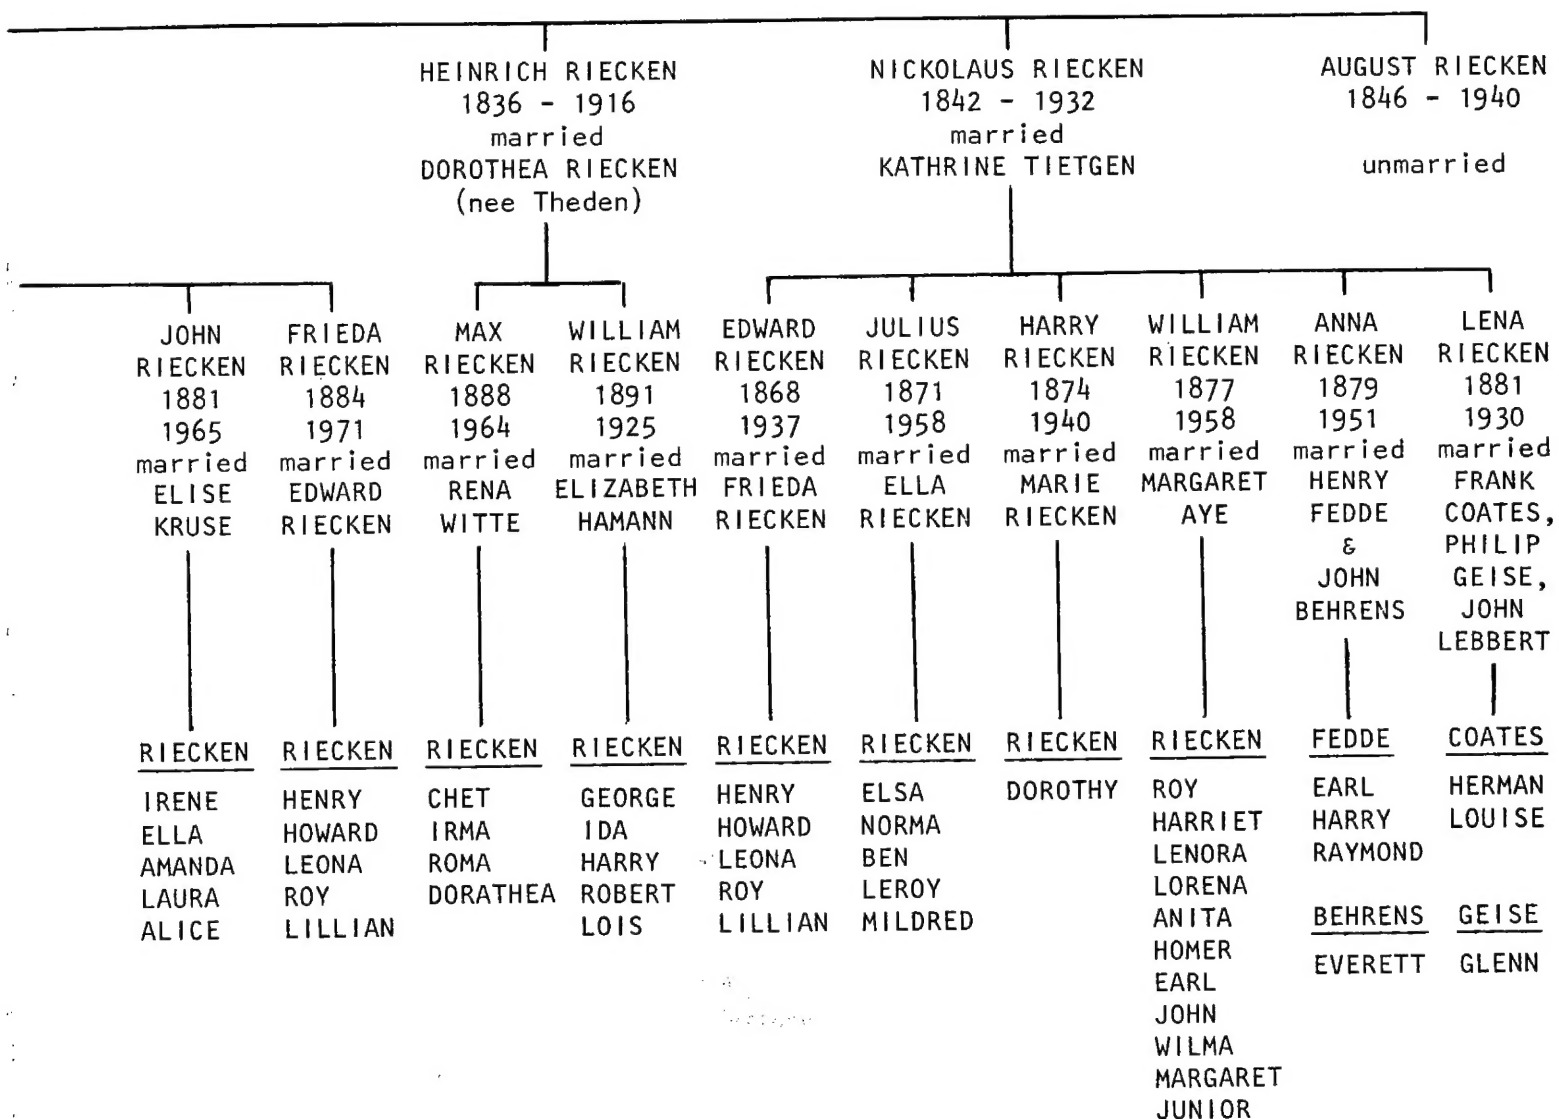 HEINRICH RIECKEN
1836 - 1916
married
DOROTHEA RIECKEN
(nee Theden)
NICKOLAUS RIECKEN
1842 - 1932
married
KATHRINE TIETGEN
AUGUST RIECKEN
1846 - 1940
unmarried
JOHN
RIECKEN
1881
1965
married
ELISE
KRUSE
FRIEDA
RIECKEN
1884
1971
married
EDWARD
RIECKEN
MAX
RIECKEN
1888
1964
married
RENA
WITTE
WILLIAM
RIECKEN
1891
1925
married
ELIZABETH
HAMANN
EDWARD
RIECKEN
1868
1937
married
FRIEDA
RIECKEN
JULIUS
RIECKEN
1871
1958
married
ELLA
RIECKEN
HARRY
RIECKEN
1874
1940
married
MARIE
RIECKEN
WILLIAM
RIECKEN
1877
1958
married
MARGARET
AYE
ANNA
RIECKEN
1879
1951
married
HENRY
FEDDE
&
JOHN
BEHRENS
LENA
RIECKEN
1881
1930
married
FRANK
COATES,
PHILIP
GEISE,
JOHN
LEBBERT
RIECKEN
IRENE
ELLA
AMANDA
LAURA
ALICE
RIECKEN
HENRY
HOWARD
LEONA
ROY
LILLIAN
RIECKEN
CHET
IRMA
ROMA
DORATHEA
RIECKEN
GEORGE
IDA
HARRY
ROBERT
LOIS
RIECKEN
HENRY
HOWARD
LEONA
ROY
LILLIAN
RIECKEN
ELSA
NORMA
BEN
LEROY
MILDRED
RIECKEN
DOROTHY
RIECKEN
ROY
HARRIET
LENORA
LORENA
ANITA
HOMER
EARL
JOHN
WILMA
MARGARET
JUNIOR
FEDDE
EARL
HARRY
RAYMOND
BEHRENS
EVERETT
COATES
HERMAN
LOUISE
GEISE
GLENN